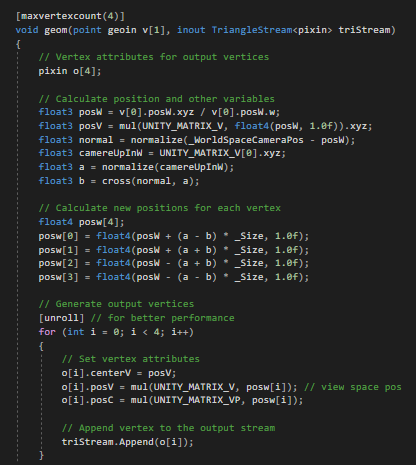 [maxvertexcount(4)]
void geom(point geoin v[1], inout TriangleStream<pixin> triStream)
{
// Vertex attributes for output vertices
pixin o[4];
// Calculate position and other variables
float3 posW = v[0].posW.xyz / v[0].posW.w;
float3 posV = mul(UNITY_MATRIX_V, float4(posW, 1.0f)).xyz;
float3 normal = normalize(_WorldSpaceCameraPos - posW);
float3 camereUpInW = UNITY_MATRIX_V[0].xyz;
float3 a = normalize(camereUpInW);
float3 b = cross(normal, a);
// Calculate new positions for each vertex
float4 posw[4];
posw[0] = float4(posW + (a - b) * _Size, 1.0f);
posw[1] = float4(posW + (a + b) * _Size, 1.0f);
posw[2] = float4(posW - (a + b) * _Size, 1.0f);
posw[3] = float4(posW - (a - b) * _Size, 1.0f);
// Generate output vertices
[unroll] // for better performance
for (int i = 0; i < 4; i++)
{
// Set vertex attributes
o[i].centerV = posV;
o[i].posV = mul(UNITY_MATRIX_V, posw[i]); // view space pos
o[i].posC = mul(UNITY_MATRIX_VP, posw[i]);
// Append vertex to the output stream
triStream.Append(o[i]);
}